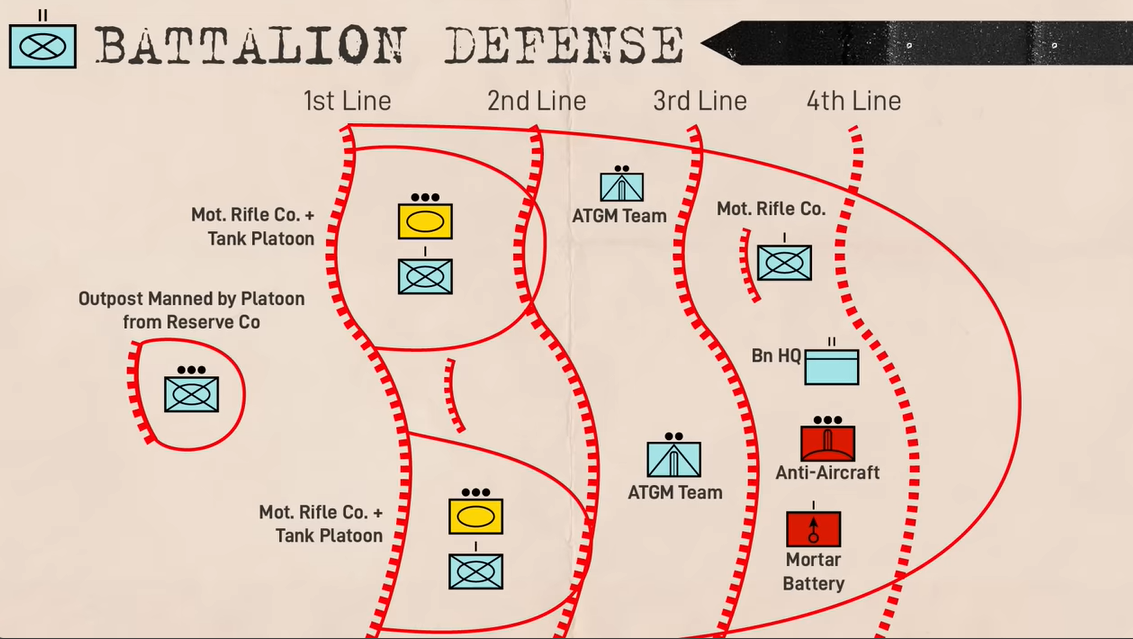 BATTALION DEFENSE
1st Line
2nd Line
3rd Line
4th Line
Mot. Rifle Co. +
Tank Platoon
ATGM Team
Mot. Rifle Co.
Outpost Manned by Platoon
from Reserve Co
Bn HQ
Anti-Aircraft
ATGM Team
Mot. Rifle Co. +
Tank Platoon
Mortar
Battery